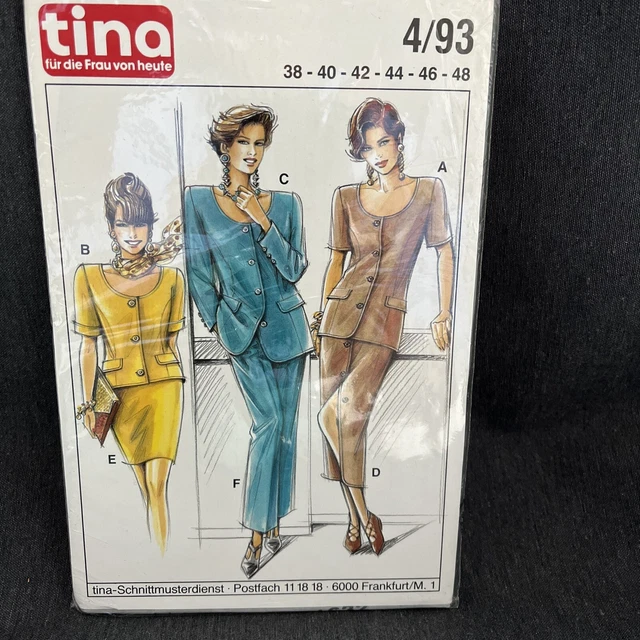 tina
für die Frau von heute
4/93
38 - 40 - 42 - 44 - 46 - 48
C
A
B
E
F
D
tina-Schnittmusterdienst · Postfach 11 18 18 · 6000 Frankfurt/M. 1